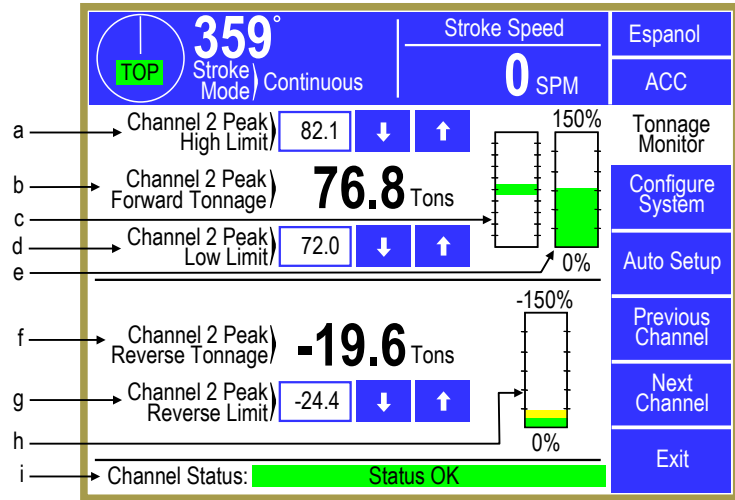 359°
TOP
Stroke
Mode) Continuous
Stroke Speed
0 SPM
Espanol
ACC
Tonnage
Monitor
Configure
System
Auto Setup
Previous
Channel
Next
Channel
Exit
a
Channel 2 Peak
High Limit) 82.1
150%
b
Channel 2 Peak
Forward Tonnage) 76.8 Tons
c
d
Channel 2 Peak
Low Limit) 72.0
e
0%
-150%
f
Channel 2 Peak
Reverse Tonnage) -19.6 Tons
g
Channel 2 Peak
Reverse Limit) -24.4
h
0%
i
Channel Status: Status OK